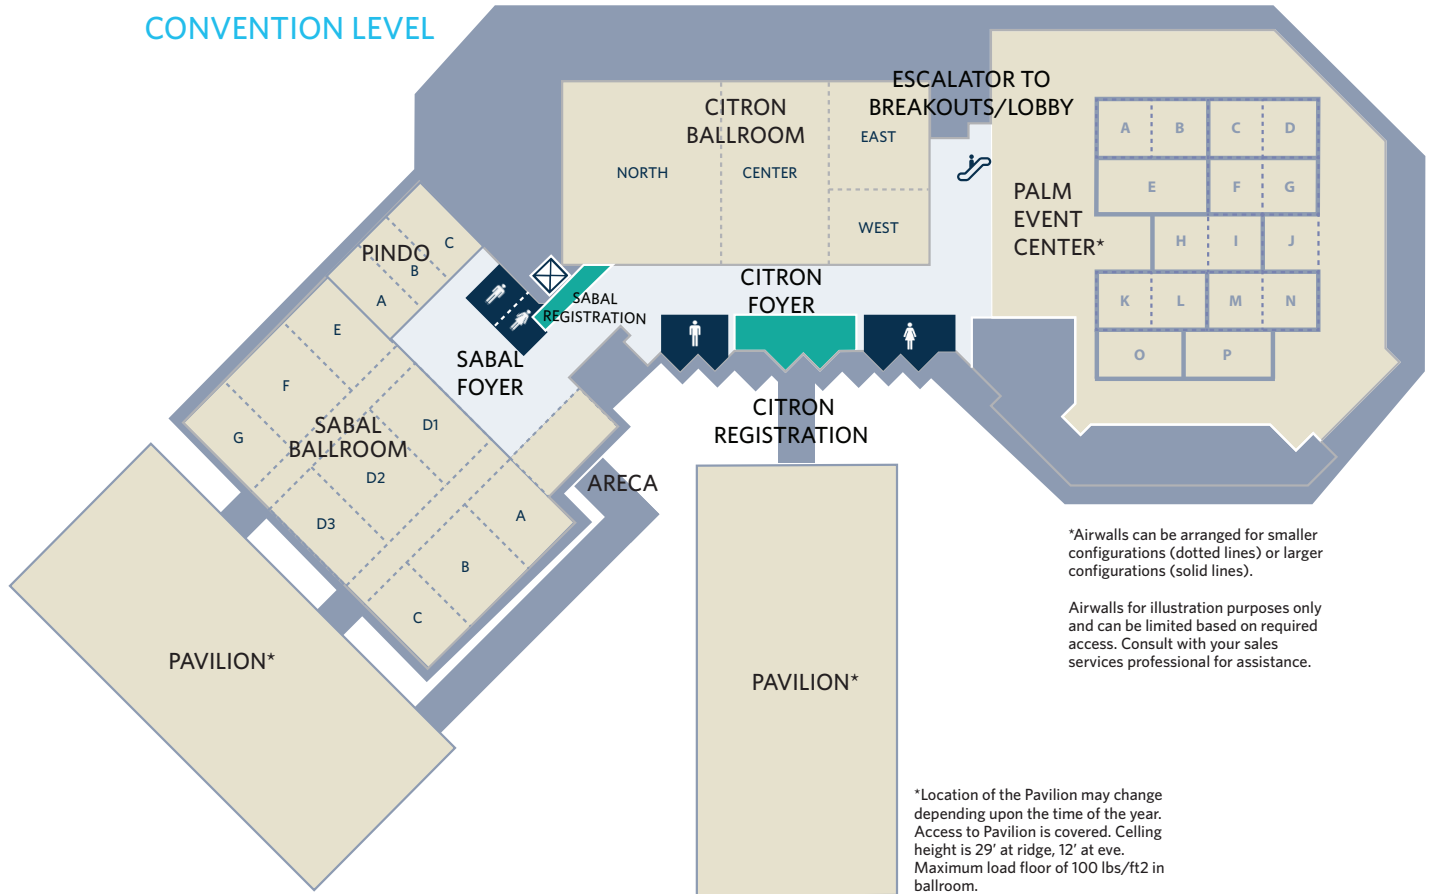 CONVENTION LEVEL
ESCALATOR TO
BREAKOUTS/LOBBY
CITRON
BALLROOM
NORTH
CENTER
EAST
WEST
PALM
EVENT
CENTER*
A
B
C
D
E
F
G
H
I
J
K
L
M
N
O
P
PINDO
C
B
A
SABAL
REGISTRATION
CITRON
FOYER
SABAL
FOYER
CITRON
REGISTRATION
SABAL
BALLROOM
E
F
G
D1
D2
D3
A
B
C
ARECA
PAVILION*
PAVILION*
*Airwalls can be arranged for smaller
configurations (dotted lines) or larger
configurations (solid lines).
Airwalls for illustration purposes only
and can be limited based on required
access. Consult with your sales
services professional for assistance.
*Location of the Pavilion may change
depending upon the time of the year.
Access to Pavilion is covered. Celling
height is 29’ at ridge, 12’ at eve.
Maximum load floor of 100 lbs/ft2 in
ballroom.